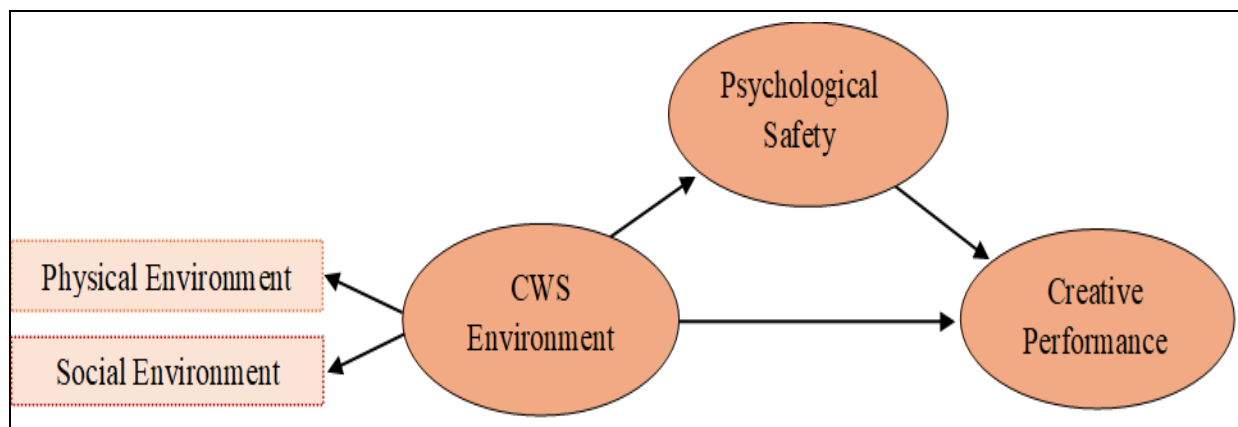 Psychological
Safety
Physical Environment
Social Environment
CWS
Environment
Creative
Performance